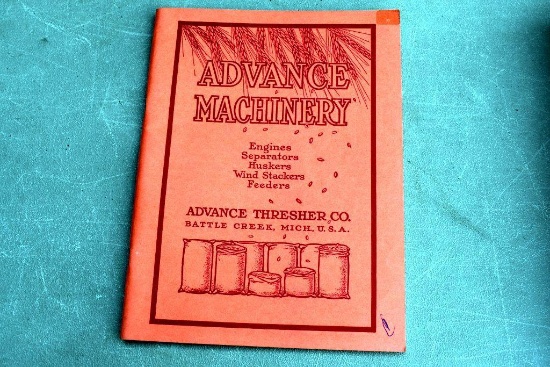 ADVANCE
MACHINERY
Engines
Separators
Huskers
Wind Stackers
Feeders
ADVANCE THRESHER CO.
BATTLE CREEK, MICH., U.S.A.